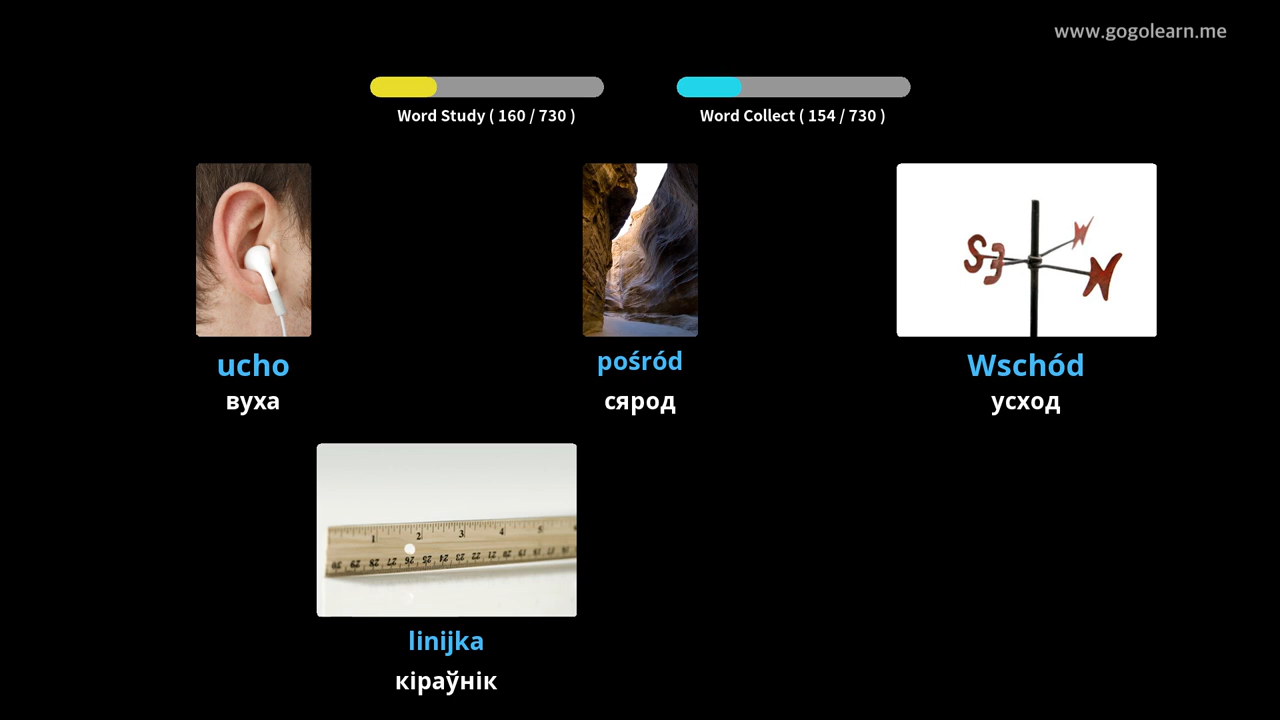 www.gogolearn.me
Word Study ( 160 / 730 )
Word Collect ( 154 / 730 )
ucho
вуха
pośród
сярод
Wschód
усход
linijka
кіраўнік